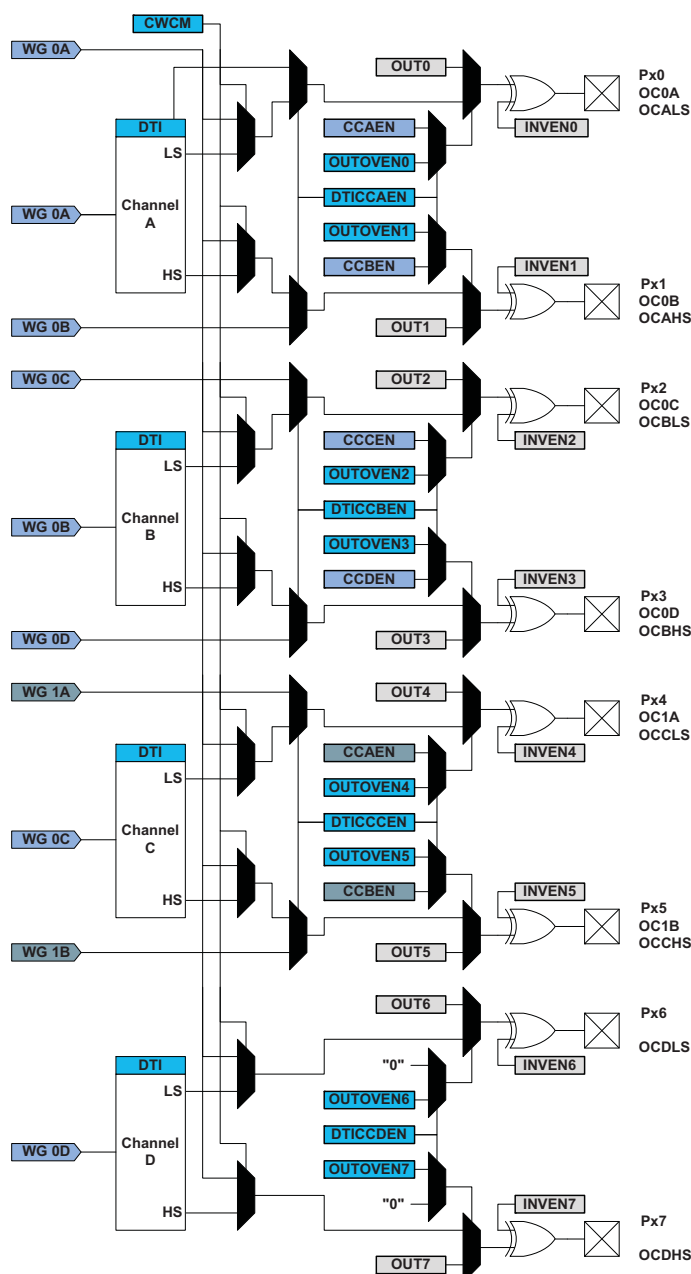 CWCM
WG 0A
OUT0
Px0
OC0A
OCALS
DTI
CCAEN
INVEN0
LS
OUTOVEN0
Channel
A
WG 0A
DTICCAEN
OUTOVEN1
HS
CCBEN
INVEN1
Px1
OC0B
OCAHS
WG 0B
OUT1
WG 0C
OUT2
Px2
OC0C
OCBLS
DTI
CCCEN
INVEN2
LS
OUTOVEN2
Channel
B
WG 0B
DTICCBEN
OUTOVEN3
HS
CCDEN
INVEN3
Px3
OC0D
OCBHS
WG 0D
OUT3
WG 1A
OUT4
Px4
OC1A
OCCLS
DTI
CCAEN
INVEN4
LS
OUTOVEN4
Channel
C
WG 0C
DTICCCEN
OUTOVEN5
HS
CCBEN
INVEN5
Px5
OC1B
OCCHS
WG 1B
OUT5
OUT6
Px6
OCDLS
DTI
"0"
INVEN6
LS
OUTOVEN6
Channel
D
WG 0D
DTICCDEN
OUTOVEN7
HS
"0"
INVEN7
Px7
OCDHS
OUT7